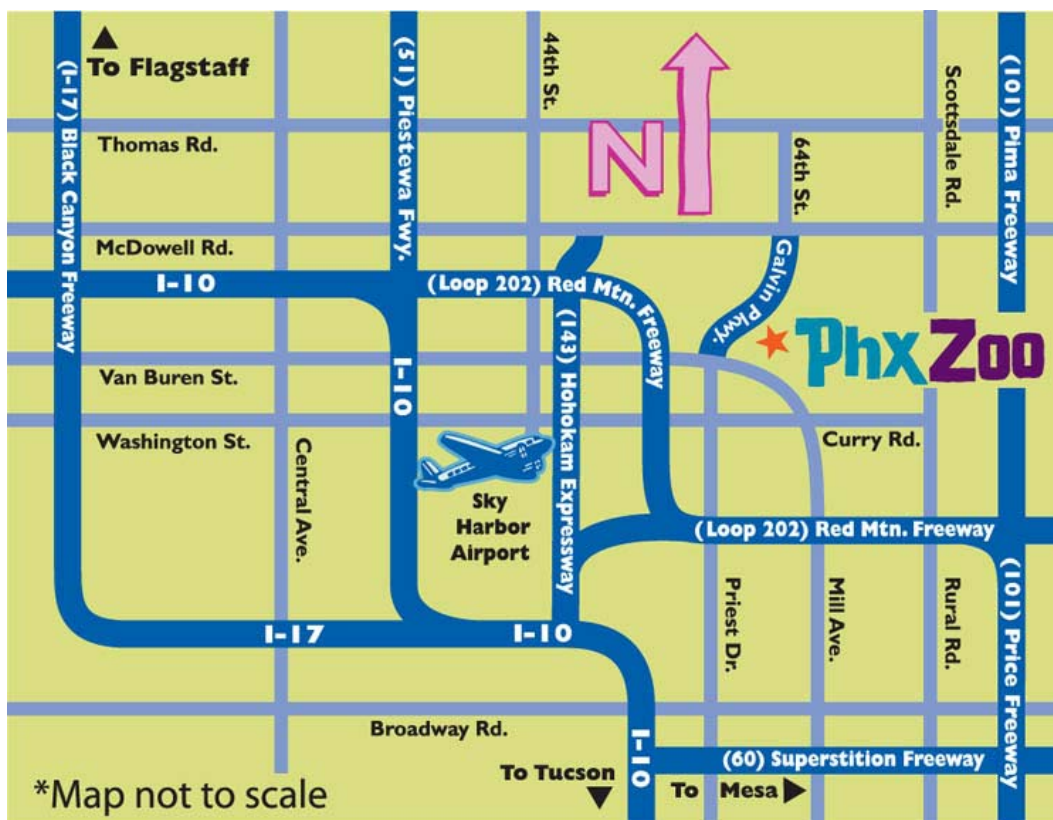 To Flagstaff
(I-17) Black Canyon Freeway
(51) Piestewa Fwy.
44th St.
N
64th St.
Scottsdale Rd.
(101) Pima Freeway
Thomas Rd.
McDowell Rd.
I-10
(Loop 202) Red Mtn. Freeway
Galvin Pkwy.
PhxZoo
(143) Hohokam Expressway
I-10
Van Buren St.
Washington St.
Curry Rd.
Central Ave.
Sky
Harbor
Airport
(Loop 202) Red Mtn. Freeway
Priest Dr.
Mill Ave.
Rural Rd.
(101) Price Freeway
I-17
I-10
Broadway Rd.
I-10
(60) Superstition Freeway
To Tucson
To Mesa
*Map not to scale